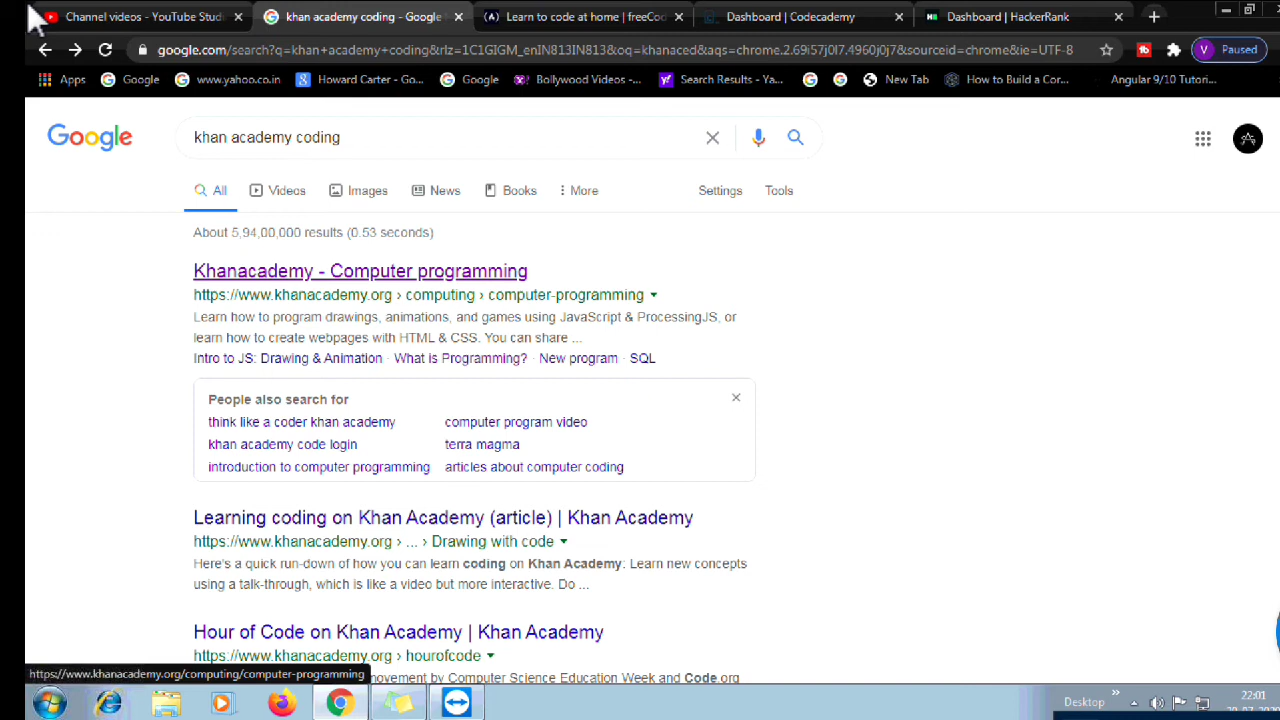 Channel videos - YouTube Studi
khan academy coding - Google
Learn to code at home | freeCo
Dashboard | Codecademy
Dashboard | HackerRank
google.com/search?q=khan+academy+coding&rlz=1C1GIGM_enIN813IN813&oq=khanaced&aqs=chrome.2.69i57j0l7.4960j0j7&sourceid=chrome&ie=UTF-8
V Paused
Apps Google www.yahoo.co.in Howard Carter - Go... Google Bollywood Videos -... Search Results - Ya... New Tab How to Build a Cor... Angular 9/10 Tutori...
Google
khan academy coding
All Videos Images News Books More Settings Tools
About 5,94,00,000 results (0.53 seconds)
Khanacademy - Computer programming
https://www.khanacademy.org › computing › computer-programming
Learn how to program drawings, animations, and games using JavaScript & ProcessingJS, or
learn how to create webpages with HTML & CSS. You can share ...
Intro to JS: Drawing & Animation · What is Programming? · New program · SQL
People also search for
think like a coder khan academy computer program video
khan academy code login terra magma
introduction to computer programming articles about computer coding
Learning coding on Khan Academy (article) | Khan Academy
https://www.khanacademy.org › ... › Drawing with code
Here's a quick run-down of how you can learn coding on Khan Academy: Learn new concepts
using a talk-through, which is like a video but more interactive. Do ...
Hour of Code on Khan Academy | Khan Academy
https://www.khanacademy.org › hourofcode
https://www.khanacademy.org/computing/computer-programming
movement by Computer Science Education Week and Code.org
Desktop
22:01